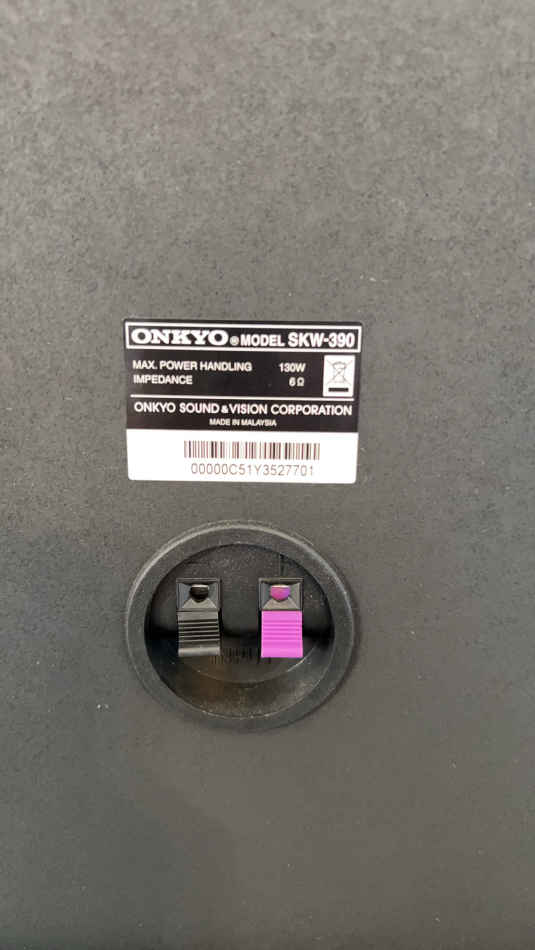 ONKYO® MODEL SKW-390
MAX. POWER HANDLING 130W
IMPEDANCE 6Ω
ONKYO SOUND & VISION CORPORATION
MADE IN MALAYSIA
00000C51Y3527701